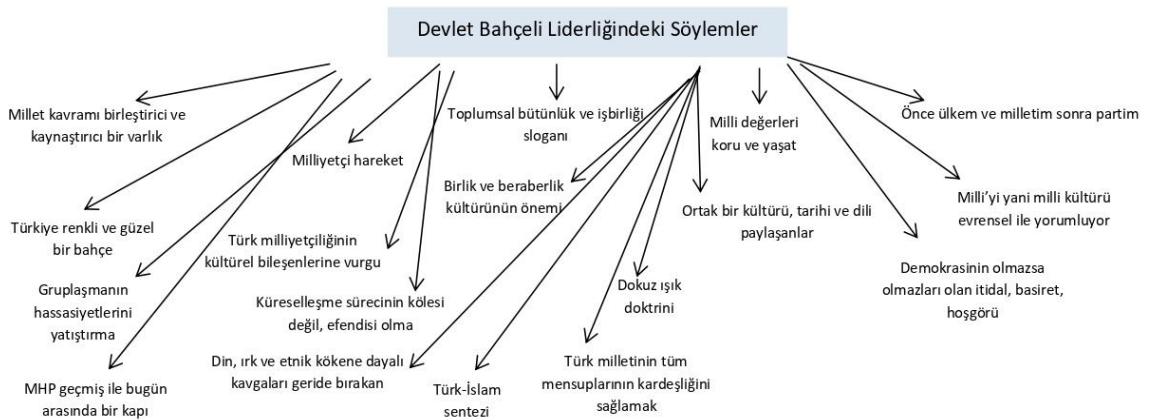 Devlet Bahçeli Liderliğindeki Söylemler
Millet kavramı birleştirici ve
kaynaştırıcı bir varlık
Milliyetçi hareket
Toplumsal bütünlük ve işbirliği
sloganı
Milli değerleri
koru ve yaşat
Önce ülkem ve milletim sonra partim
Türkiye renkli ve güzel
bir bahçe
Türk milliyetçiliğinin
kültürel bileşenlerine vurgu
Birlik ve beraberlik
kültürünün önemi
Ortak bir kültürü, tarihi ve dili
paylaşanlar
Milli’yi yani milli kültürü
evrensel ile yorumluyor
Gruplaşmanın
hassasiyetlerini
yatıştırma
Küreselleşme sürecinin kölesi
değil, efendisi olma
Dokuz ışık
doktrini
Demokrasinin olmazsa
olmazları olan itidal, basiret,
hoşgörü
MHP geçmiş ile bugün
arasında bir kapı
Din, ırk ve etnik kökene dayalı
kavgaları geride bırakan
Türk-İslam
sentezi
Türk milletinin tüm
mensuplarının kardeşliğini
sağlamak